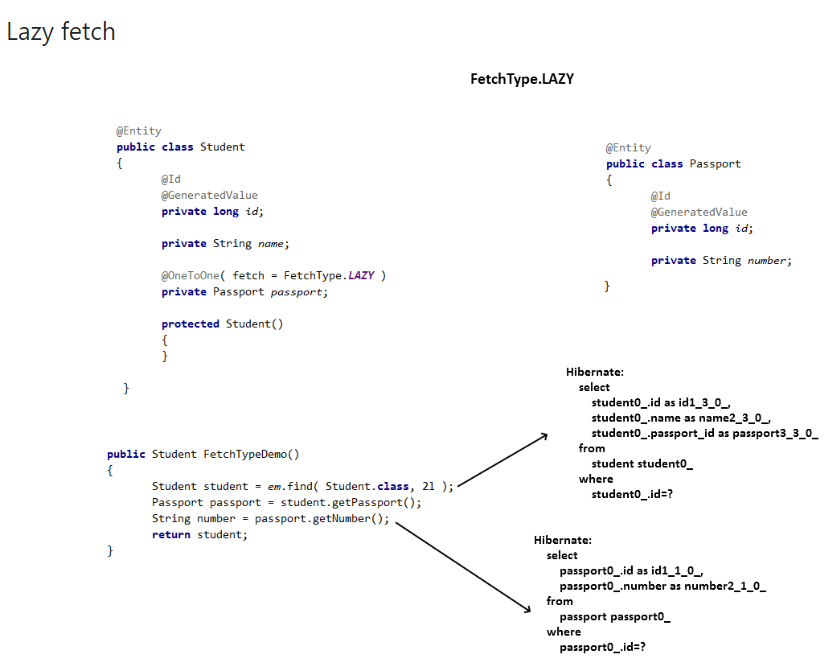 Lazy fetch
FetchType.LAZY
@Entity
public class Student
{
@Id
@GeneratedValue
private long id;
private String name;
@OneToOne( fetch = FetchType.LAZY )
private Passport passport;
protected Student()
{
}
}
@Entity
public class Passport
{
@Id
@GeneratedValue
private long id;
private String number;
}
public Student FetchTypeDemo()
{
Student student = em.find( Student.class, 2l );
Passport passport = student.getPassport();
String number = passport.getNumber();
return student;
}
Hibernate:
select
student0_.id as id1_3_0_,
student0_.name as name2_3_0_,
student0_.passport_id as passport3_3_0_
from
student student0_
where
student0_.id=?
Hibernate:
select
passport0_.id as id1_1_0_,
passport0_.number as number2_1_0_
from
passport passport0_
where
passport0_.id=?